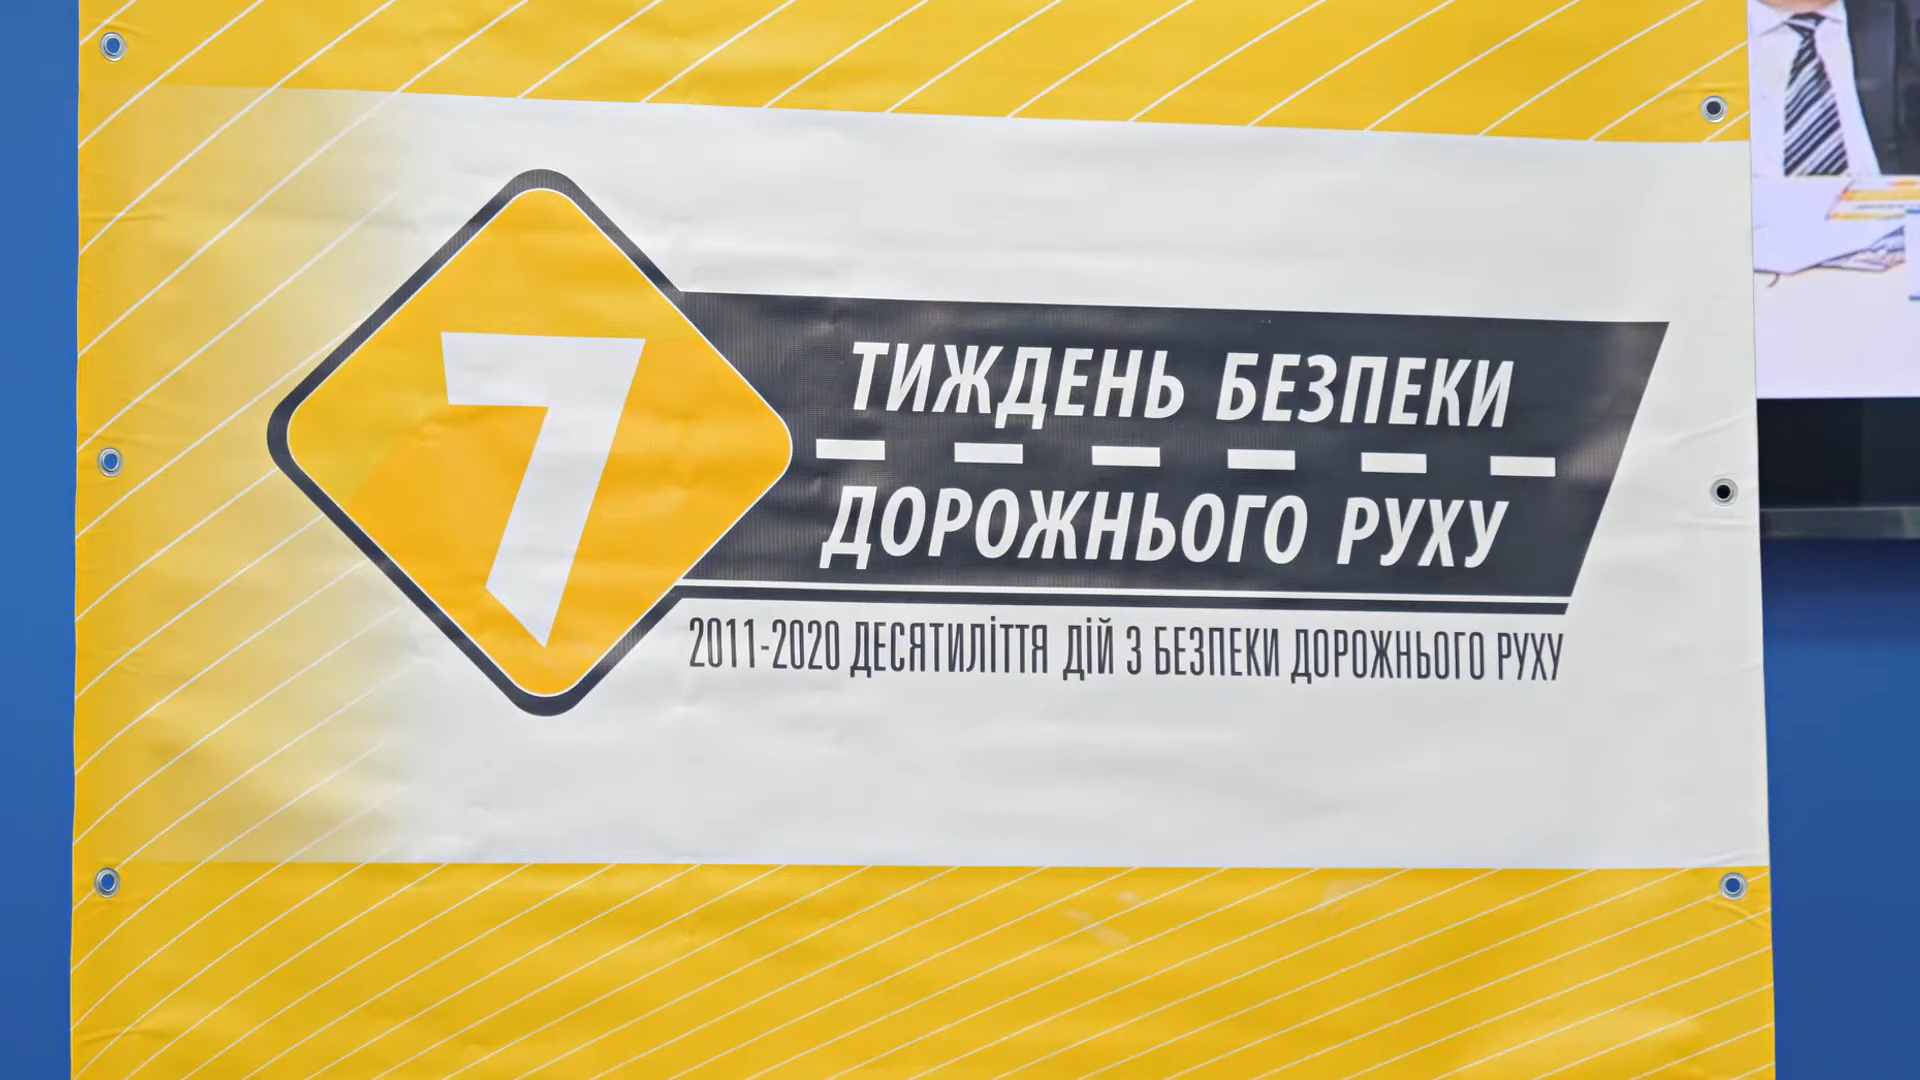 7
ТИЖДЕНЬ БЕЗПЕКИ
ДОРОЖНЬОГО РУХУ
2011-2020 ДЕСЯТИЛІТТЯ ДІЙ З БЕЗПЕКИ ДОРОЖНЬОГО РУХУ